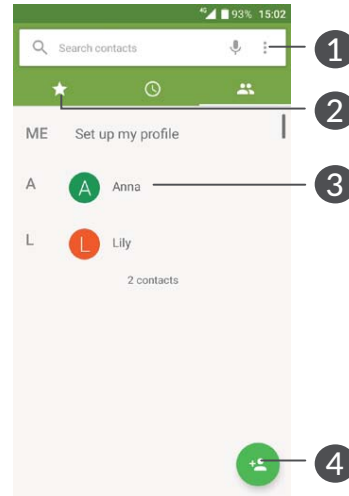 4G 93% 15:02
Search contacts
1
2
ME Set up my profile
A A Anna
3
L L Lily
2 contacts
4